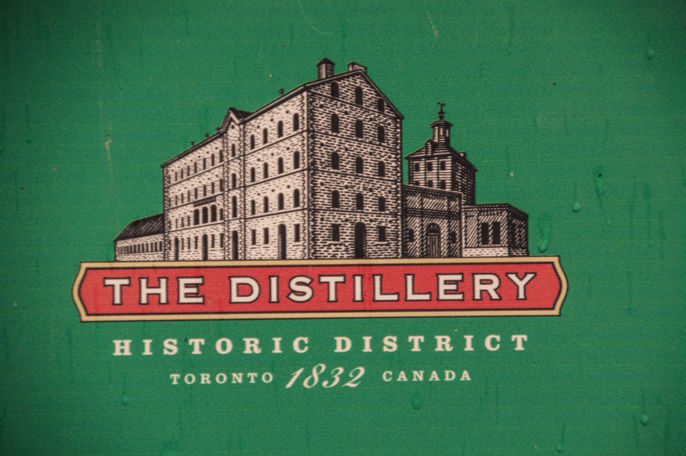 THE DISTILLERY
HISTORIC DISTRICT
TORONTO 1832 CANADA